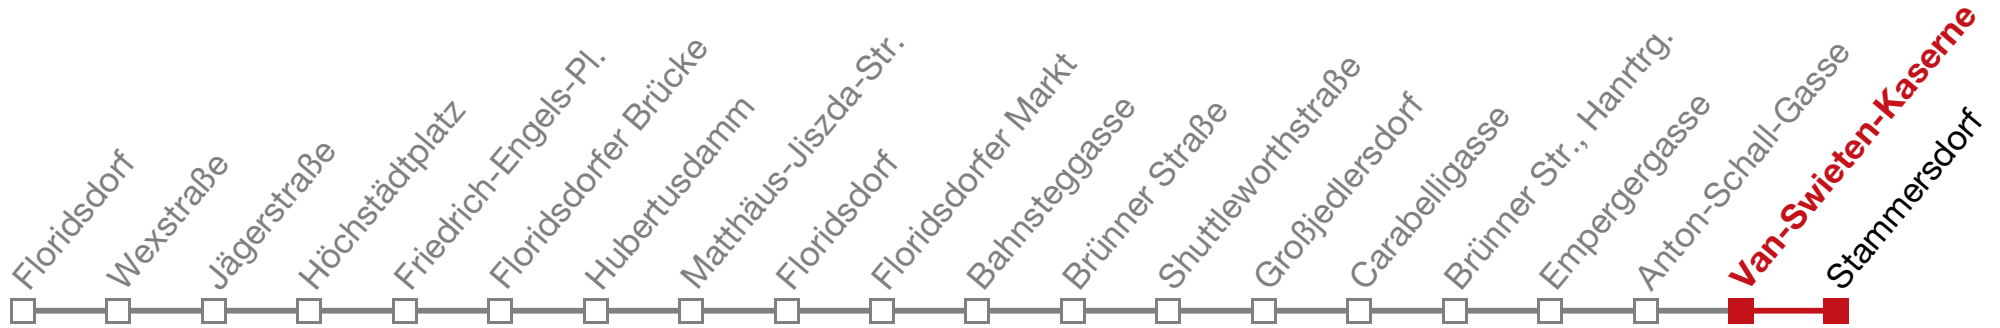 Floridsdorf
Wexstraße
Jägerstraße
Höchstädtplatz
Friedrich-Engels-Pl.
Floridsdorfer Brücke
Hubertusdamm
Matthäus-Jiszda-Str.
Floridsdorf
Floridsdorfer Markt
Bahnsteggasse
Brünner Straße
Shuttleworthstraße
Großjedlersdorf
Carabelligasse
Brünner Str., Hanrtrg.
Empergergasse
Anton-Schall-Gasse
Van-Swieten-Kaserne
Stammersdorf